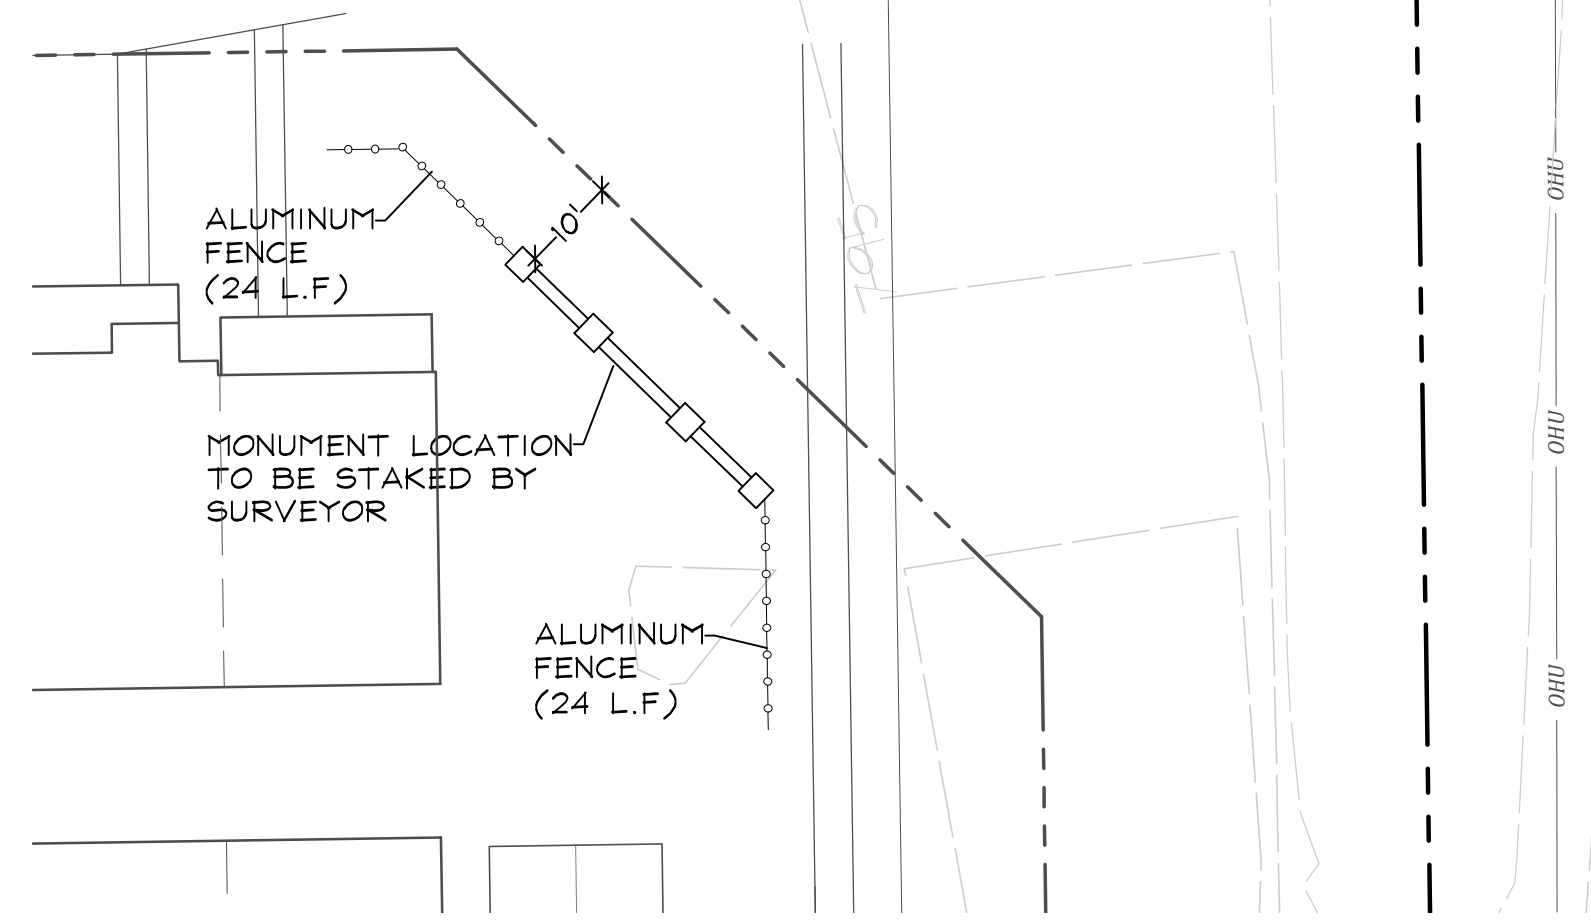 ALUMINUM
FENCE
(24 L.F)
10'
MONUMENT LOCATION
TO BE STAKED BY
SURVEYOR
ALUMINUM
FENCE
(24 L.F)
OHU
OHU
OHU